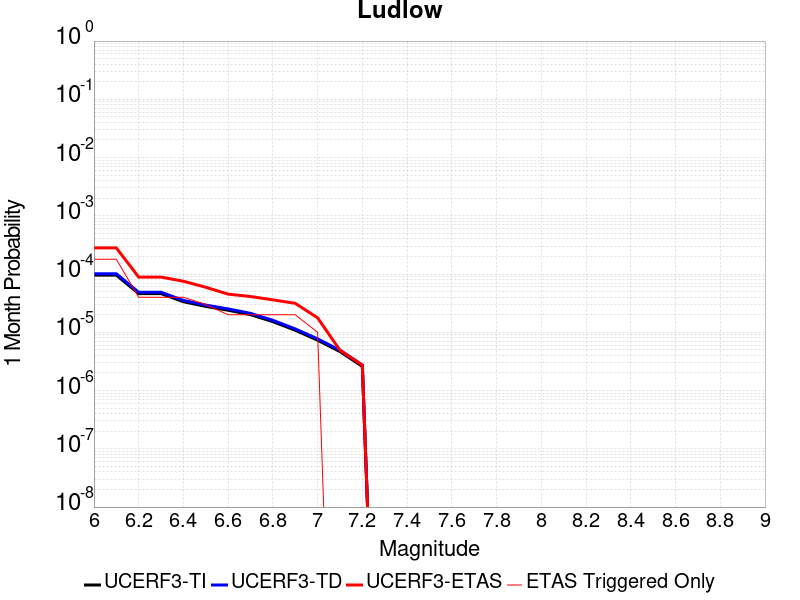 Ludlow
10^0
10^-1
10^-2
10^-3
10^-4
10^-5
10^-6
10^-7
10^-8
1 Month Probability
6 6.2 6.4 6.6 6.8 7 7.2 7.4 7.6 7.8 8 8.2 8.4 8.6 8.8 9
Magnitude
UCERF3-TI UCERF3-TD UCERF3-ETAS ETAS Triggered Only